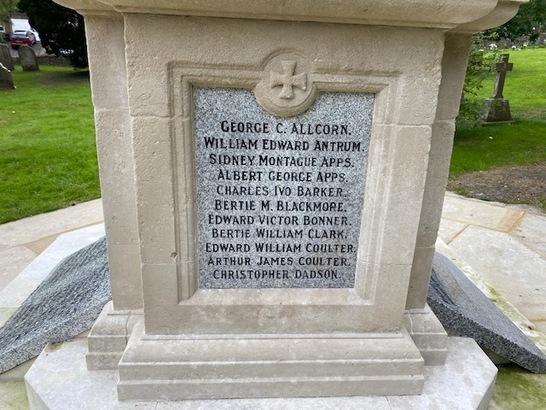 GEORGE C. ALLCORN.
WILLIAM EDWARD ANTRUM.
SIDNEY MONTAGUE APPS.
ALBERT GEORGE APPS.
CHARLES IVO BARKER.
BERTIE M. BLACKMORE.
EDWARD VICTOR BONNER.
BERTIE WILLIAM CLARK.
EDWARD WILLIAM COULTER.
ARTHUR JAMES COULTER.
CHRISTOPHER DADSON.